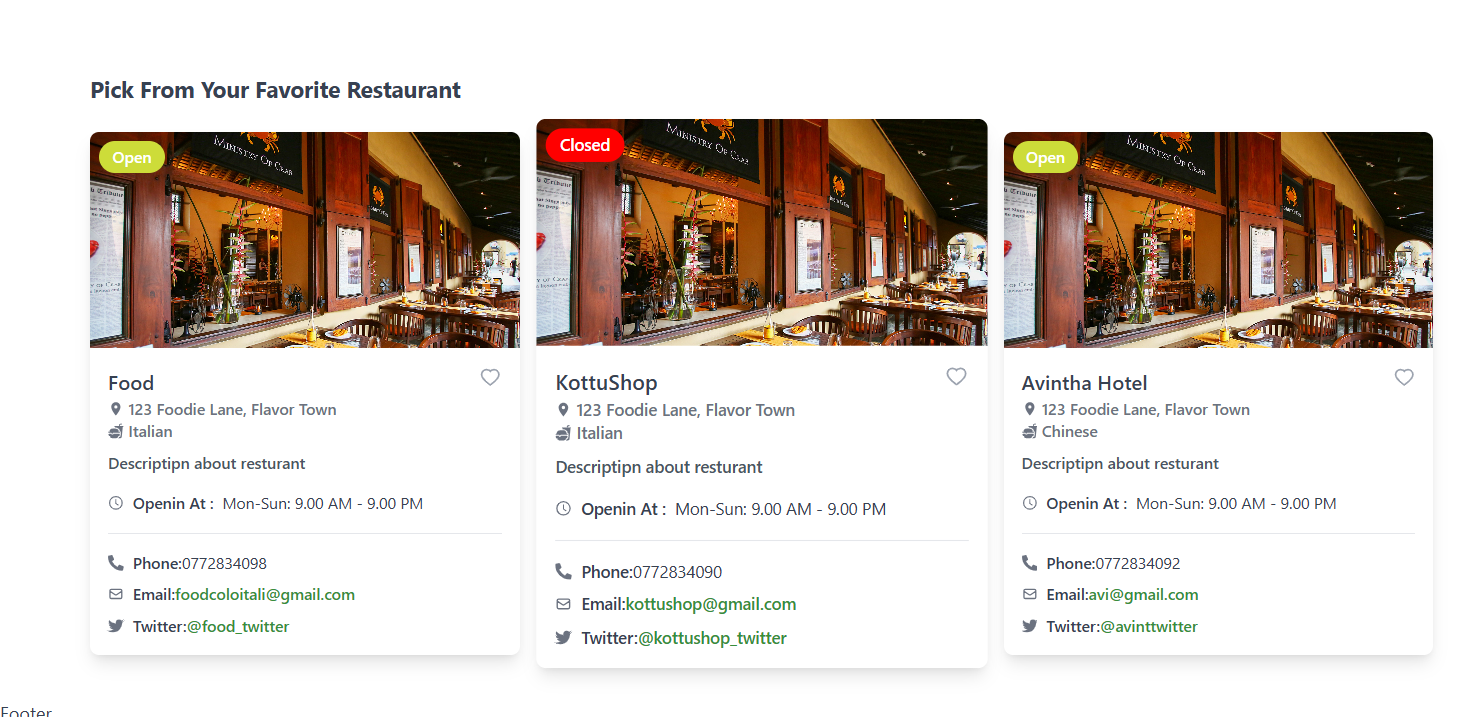 Pick From Your Favorite Restaurant
Open
MINISTRY OF CRAB
Food
123 Foodie Lane, Flavor Town
Italian
Descriptipn about resturant
Openin At : Mon-Sun: 9.00 AM - 9.00 PM
Phone:0772834098
Email:foodcoloitali@gmail.com
Twitter:@food_twitter
Closed
MINISTRY OF CRAB
KottuShop
123 Foodie Lane, Flavor Town
Italian
Descriptipn about resturant
Openin At : Mon-Sun: 9.00 AM - 9.00 PM
Phone:0772834090
Email:kottushop@gmail.com
Twitter:@kottushop_twitter
Open
MINISTRY OF CRAB
Avintha Hotel
123 Foodie Lane, Flavor Town
Chinese
Descriptipn about resturant
Openin At : Mon-Sun: 9.00 AM - 9.00 PM
Phone:0772834092
Email:avi@gmail.com
Twitter:@avinttwitter
Footer